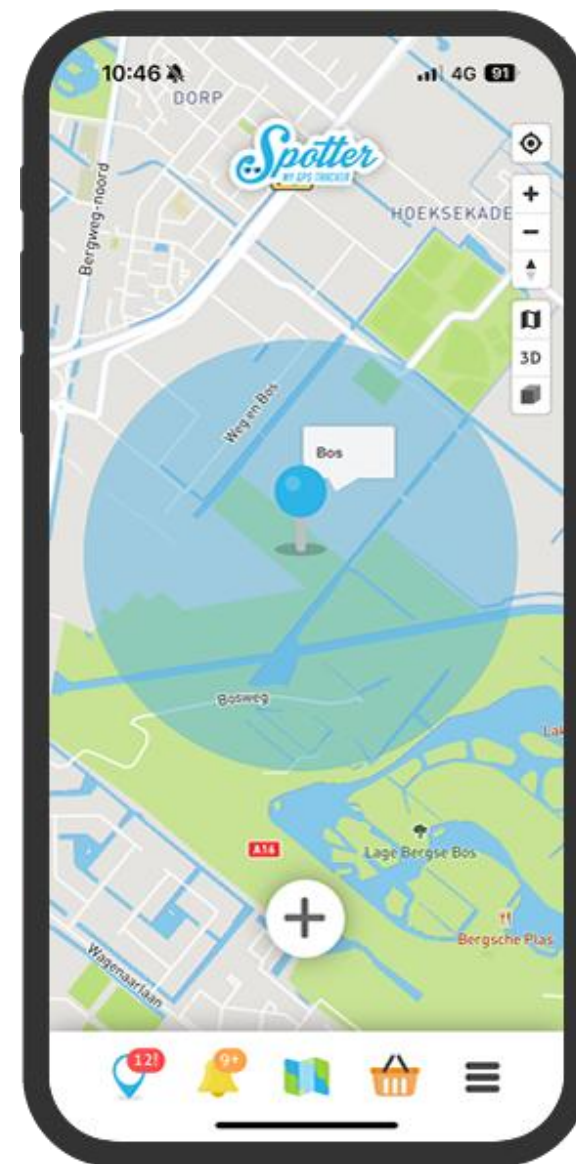 10:46
4G 91
DORP
Spotter
MY GPS TRACKER
Bergweg-noord
HOEKSEKADE
3D
Weg en Bos
Bos
Bosweg
Lak
A16
Lage Bergse Bos
Bergsche Plas
Wagenaarlaan
12!
9+